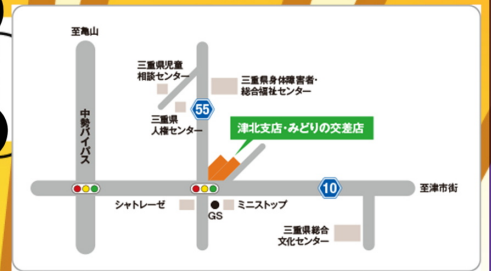 至亀山
三重県児童
相談センター
三重県身体障害者・
総合福祉センター
55
中勢バイパス
三重県
人権センター
津北支店・みどりの交差店
10
至津市街
シャトレーゼ
GS
ミニストップ
三重県総合
文化センター